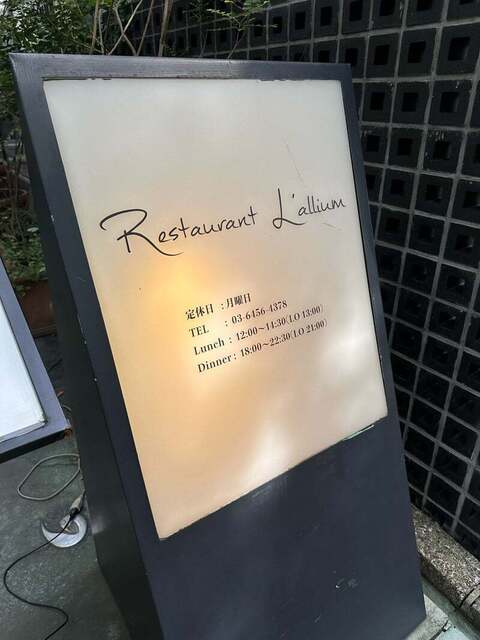 Restaurant L'allium
定休日 : 月曜日
TEL : 03-6456-4378
Lunch : 12:00〜14:30(L.O 13:00)
Dinner : 18:00〜22:30(L.O 21:00)